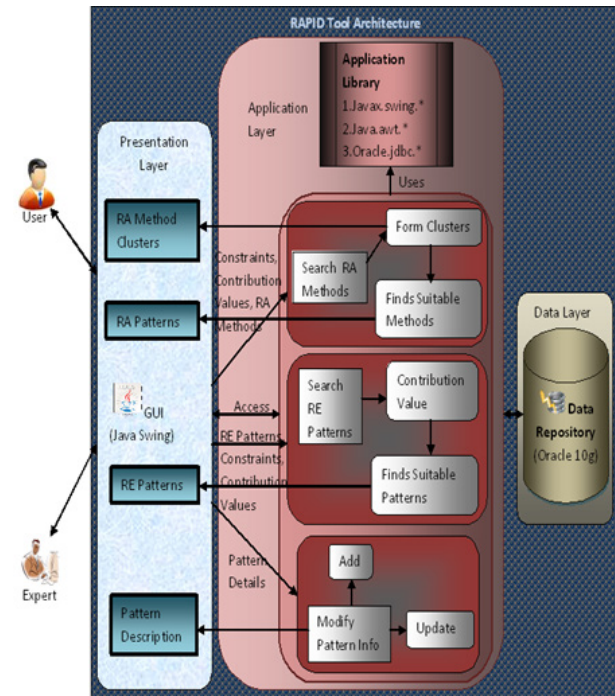 RAPID Tool Architecture
Application
Library
1.Javax.swing.*
2.Java.awt.*
3.Oracle.jdbc.*
Application
Layer
Presentation
Layer
Uses
User
RA Method
Clusters
Form Clusters
Constraints,
Contribution
Values, RA
Methods
Search RA
Methods
RA Patterns
Finds Suitable
Methods
Data Layer
Data
Repository
(Oracle 10g)
Search
RE
Patterns
Contribution
Value
GUI
(Java Swing)
Access
RE Patterns
Constraints,
Contribution
Values
RE Patterns
Finds Suitable
Patterns
Expert
Pattern
Details
Add
Pattern
Description
Modify
Pattern Info
Update